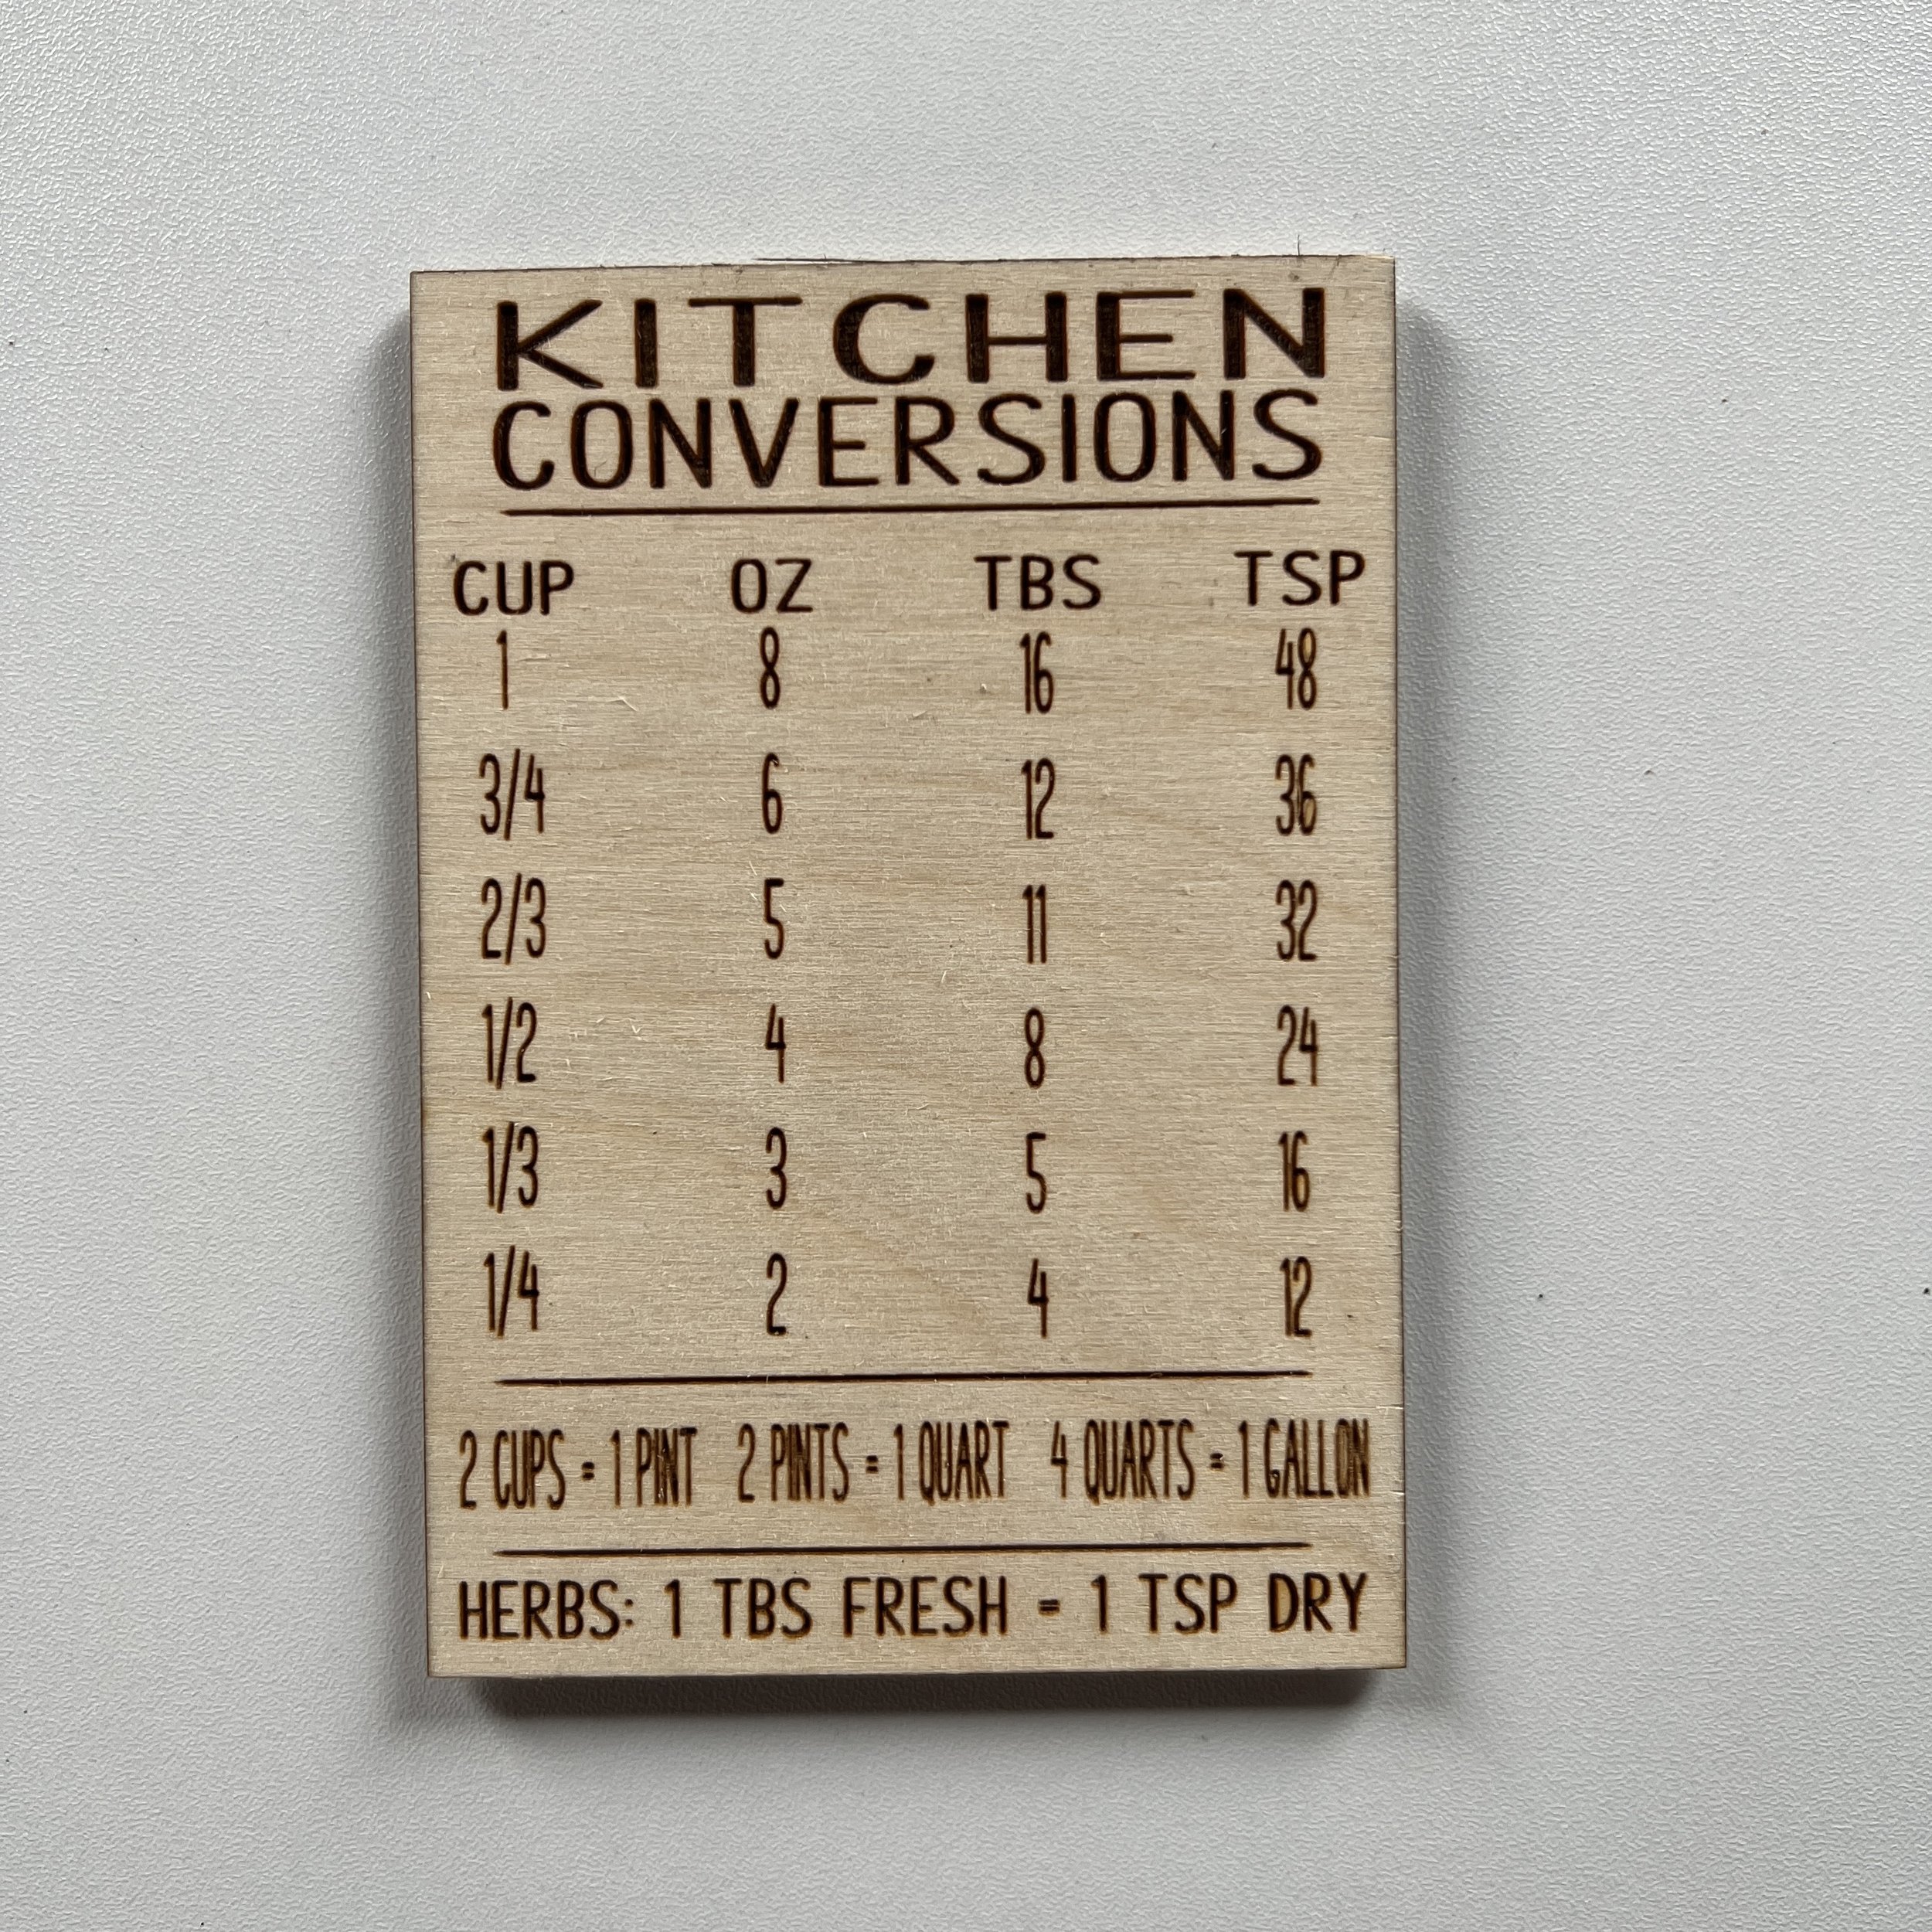 KITCHEN
CONVERSIONS
CUP OZ TBS TSP
1 8 16 48
3/4 6 12 36
2/3 5 11 32
1/2 4 8 24
1/3 3 5 16
1/4 2 4 12
2 CUPS = 1 PINT 2 PINTS = 1 QUART 4 QUARTS = 1 GALLON
HERBS: 1 TBS FRESH = 1 TSP DRY